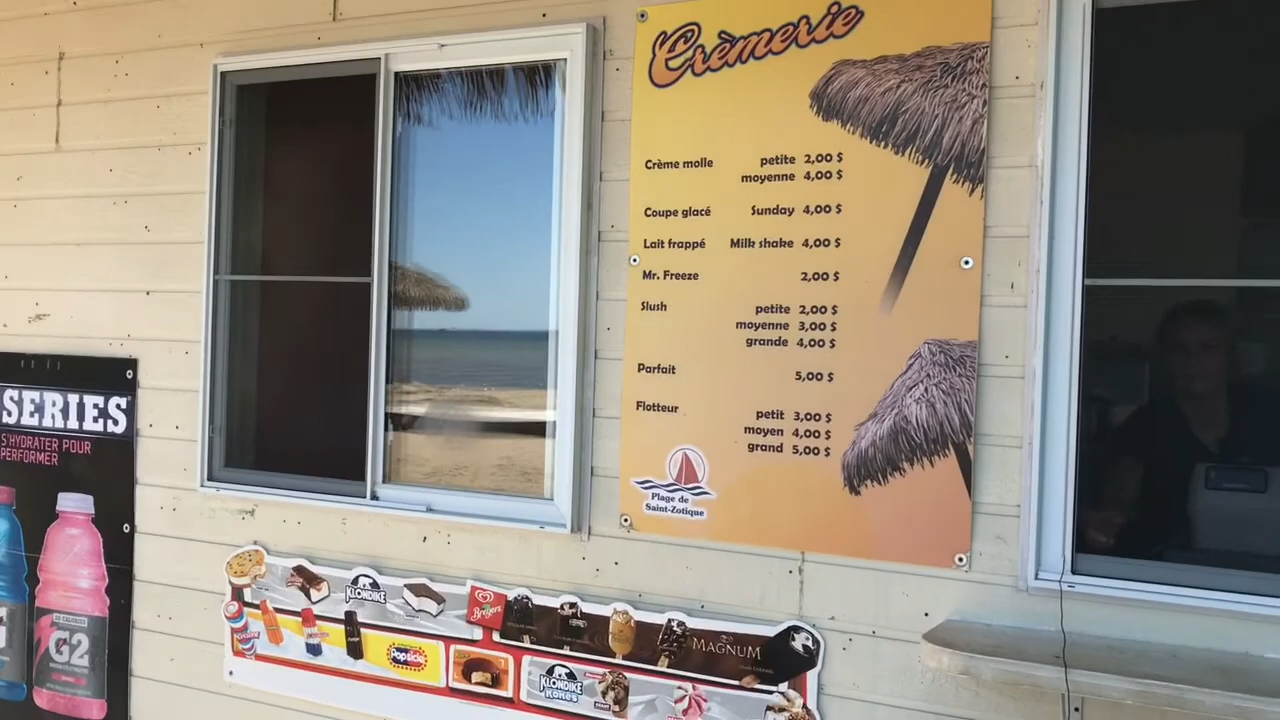 Crèmerie
Crème molle petite 2,00 $
moyenne 4,00 $
Coupe glacé Sunday 4,00 $
Lait frappé Milk shake 4,00 $
Mr. Freeze 2,00 $
Slush petite 2,00 $
moyenne 3,00 $
grande 4,00 $
Parfait 5,00 $
Flotteur petit 3,00 $
moyen 4,00 $
grand 5,00 $
Plage de
Saint-Zotique
SERIES
S'HYDRATER POUR
PERFORMER
G2
KLONDIKE
Breyers
MAGNUM
Popsicle
KLONDIKE
Kones